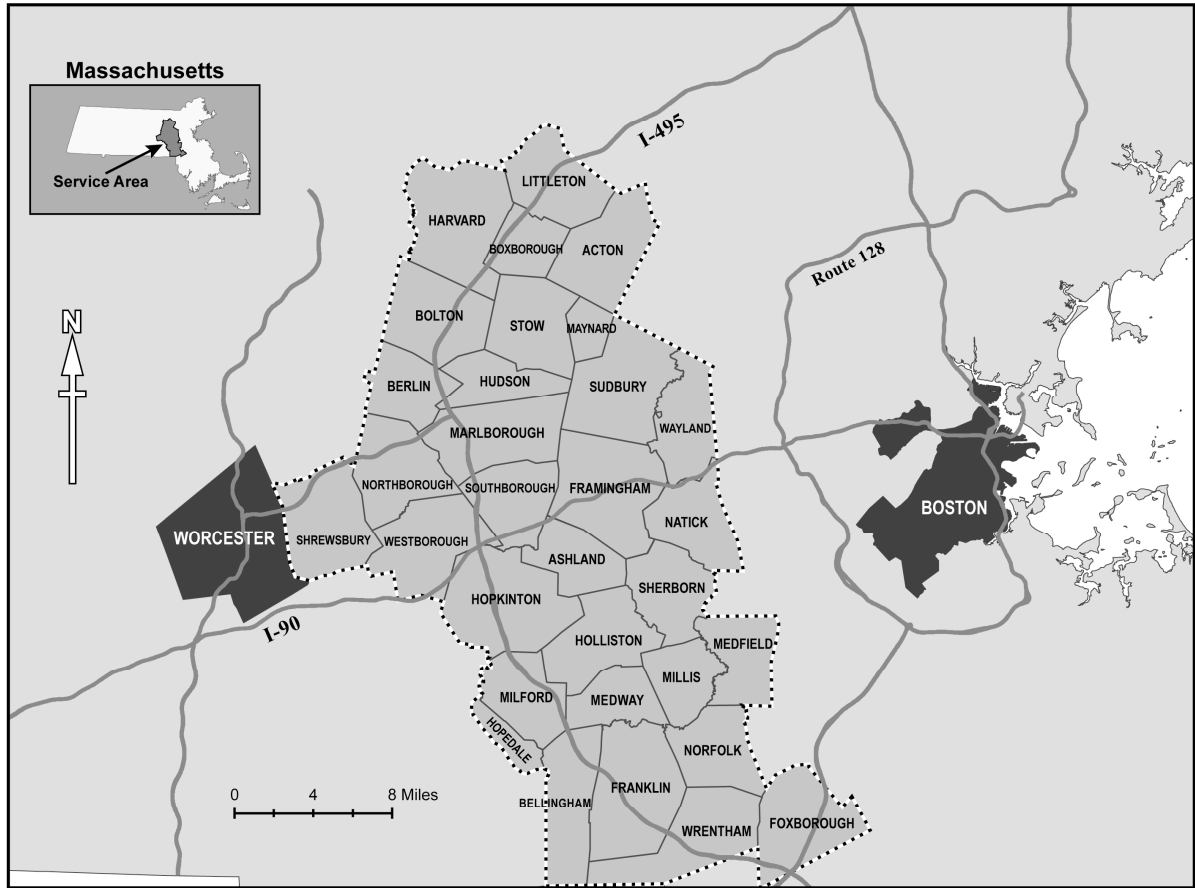 Massachusetts
Service Area
I-495
LITTLETON
HARVARD
BOXBOROUGH
ACTON
Route 128
BOLTON
STOW
MAYNARD
N
BERLIN
HUDSON
SUDBURY
MARLBOROUGH
WAYLAND
NORTHBOROUGH
SOUTHBOROUGH
FRAMINGHAM
BOSTON
NATICK
WORCESTER
SHREWSBURY
WESTBOROUGH
ASHLAND
SHERBORN
HOPKINTON
I-90
HOLLISTON
MEDFIELD
MILLIS
MILFORD
MEDWAY
HOPEDALE
NORFOLK
FRANKLIN
0 4 8 Miles
BELLINGHAM
WRENTHAM
FOXBOROUGH